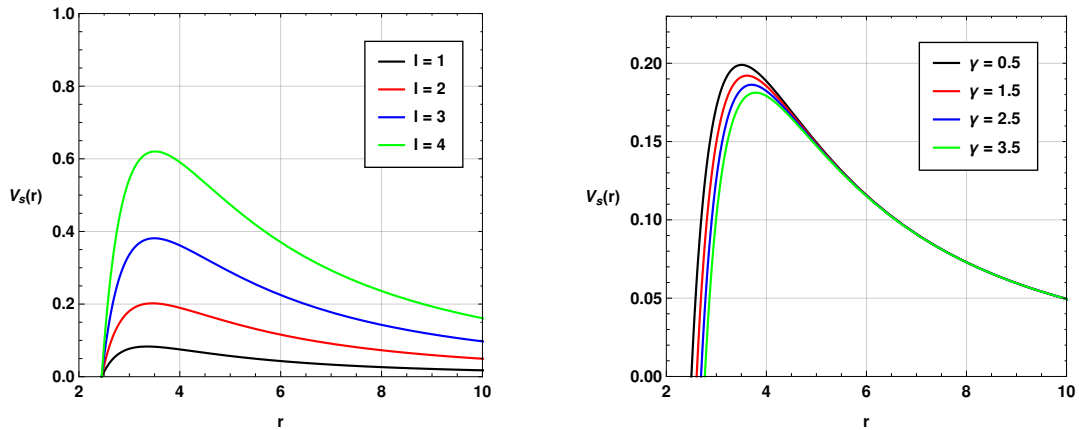 1.0
0.8
0.6
0.4
0.2
0.0
V_s(r)
2 4 6 8 10
r
l = 1
l = 2
l = 3
l = 4
0.20
0.15
0.10
0.05
0.00
V_s(r)
2 4 6 8 10
r
γ = 0.5
γ = 1.5
γ = 2.5
γ = 3.5